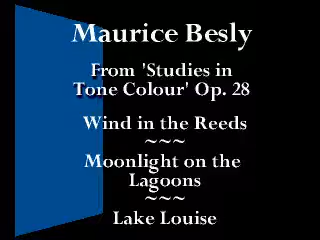 Maurice Besly
From 'Studies in
Tone Colour' Op. 28
Wind in the Reeds
~~~
Moonlight on the
Lagoons
~~~
Lake Louise